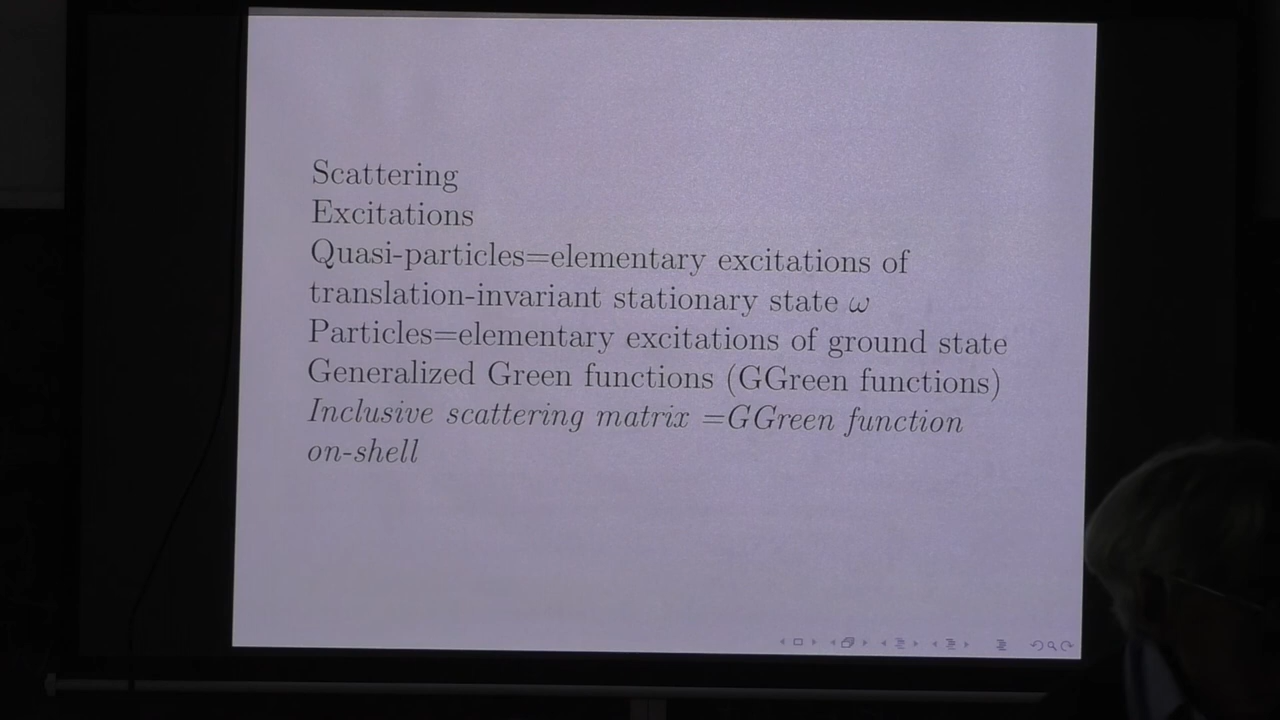 Scattering
Excitations
Quasi-particles=elementary excitations of
translation-invariant stationary state ω
Particles=elementary excitations of ground state
Generalized Green functions (GGreen functions)
Inclusive scattering matrix =GGreen function
on-shell